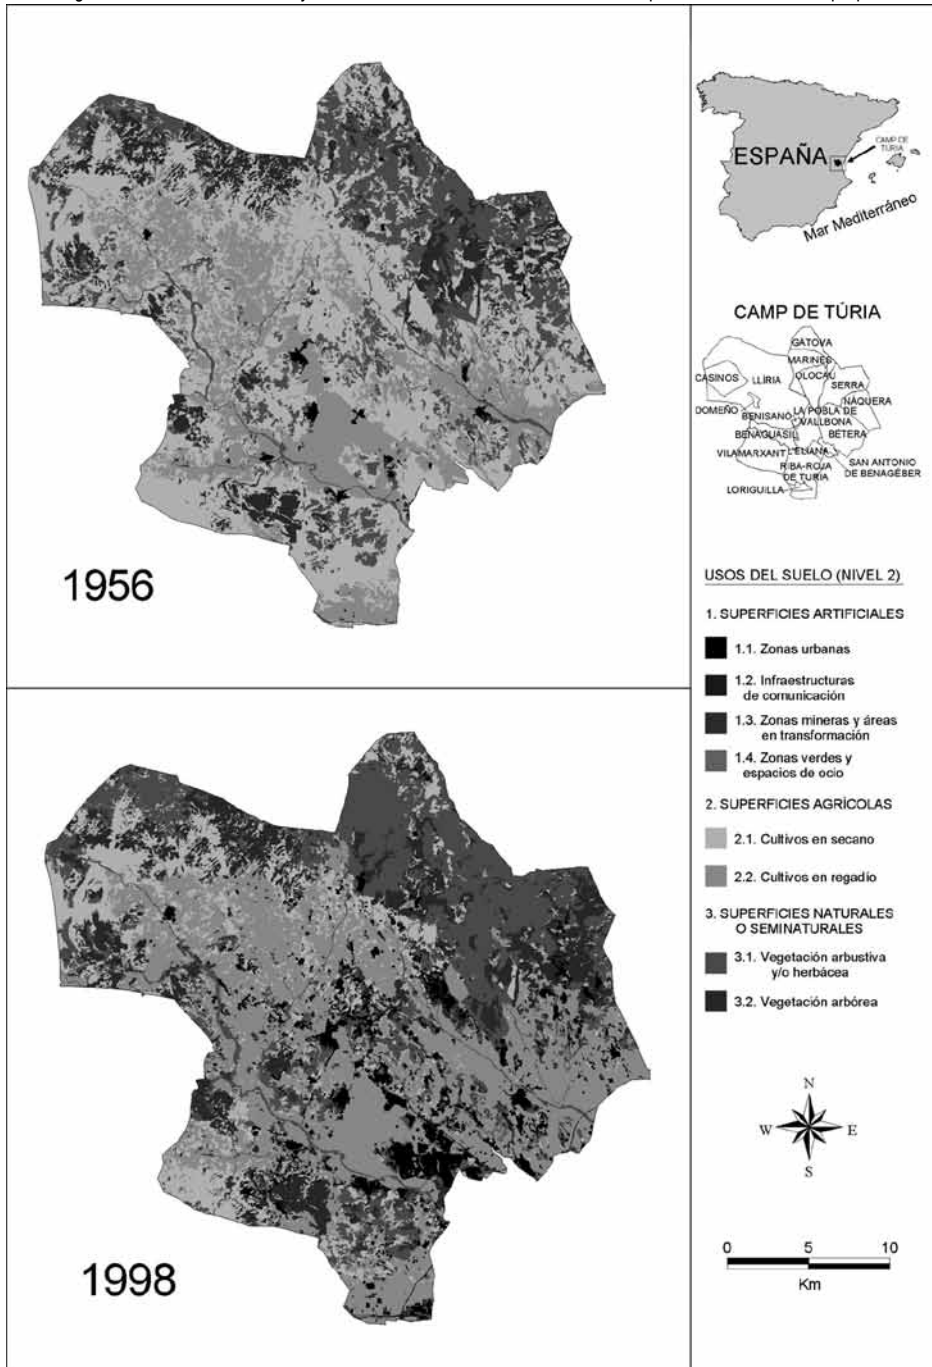 1956
1998
ESPAÑA
CAMP DE
TÚRIA
Mar Mediterráneo
CAMP DE TÚRIA
GÁTOVA
MARINES
OLOCAU
CASINOS
LLÍRIA
SERRA
NÀQUERA
DOMEÑO
BENISANÓ
LA POBLA DE
VALLBONA
BÉTERA
BENAGUASIL
VILAMARXANT
L'ELIANA
SAN ANTONIO
DE BENAGÉBER
RIBA-ROJA
DE TURIA
LORIGUILLA
USOS DEL SUELO (NIVEL 2)
1. SUPERFICIES ARTIFICIALES
1.1. Zonas urbanas
1.2. Infraestructuras
de comunicación
1.3. Zonas mineras y áreas
en transformación
1.4. Zonas verdes y
espacios de ocio
2. SUPERFICIES AGRÍCOLAS
2.1. Cultivos en secano
2.2. Cultivos en regadío
3. SUPERFICIES NATURALES
O SEMINATURALES
3.1. Vegetación arbustiva
y/o herbácea
3.2. Vegetación arbórea
N
W
E
S
0 5 10
Km